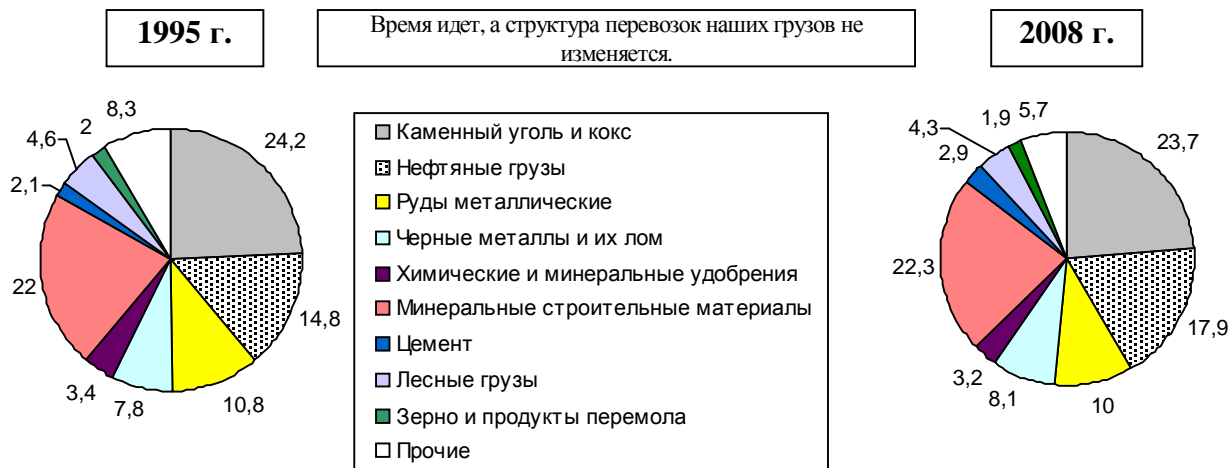 1995 г.
Время идет, а структура перевозок наших грузов не
изменяется.
2008 г.
8,3
2
4,6
2,1
22
3,4
7,8
10,8
14,8
24,2
Каменный уголь и кокс
Нефтяные грузы
Руды металлические
Черные металлы и их лом
Химические и минеральные удобрения
Минеральные строительные материалы
Цемент
Лесные грузы
Зерно и продукты перемола
Прочие
5,7
1,9
4,3
2,9
22,3
3,2
8,1
10
17,9
23,7